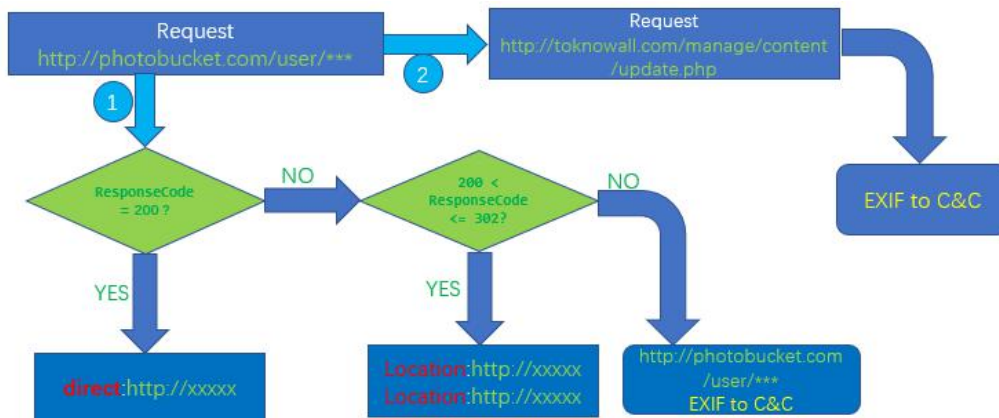 Request
http://photobucket.com/user/***
Request
http://toknowall.com/manage/content
/update.php
1
2
ResponseCode
= 200 ?
NO
200 <
ResponseCode
<= 302?
NO
EXIF to C&C
YES
YES
direct:http://xxxxx
Location:http://xxxxx
Location:http://xxxxx
http://photobucket.com
/user/***
EXIF to C&C